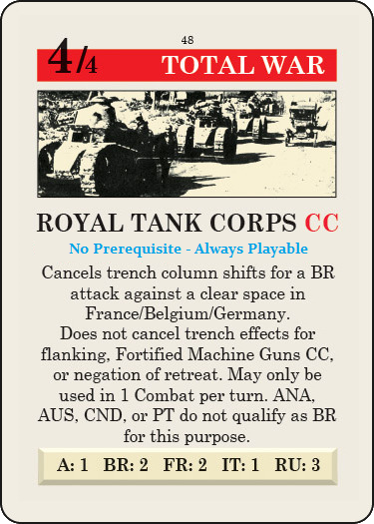 48
4/4 TOTAL WAR
ROYAL TANK CORPS CC
No Prerequisite - Always Playable
Cancels trench column shifts for a BR
attack against a clear space in
France/Belgium/Germany.
Does not cancel trench effects for
flanking, Fortified Machine Guns CC,
or negation of retreat. May only be
used in 1 Combat per turn. ANA,
AUS, CND, or PT do not qualify as BR
for this purpose.
A: 1 BR: 2 FR: 2 IT: 1 RU: 3